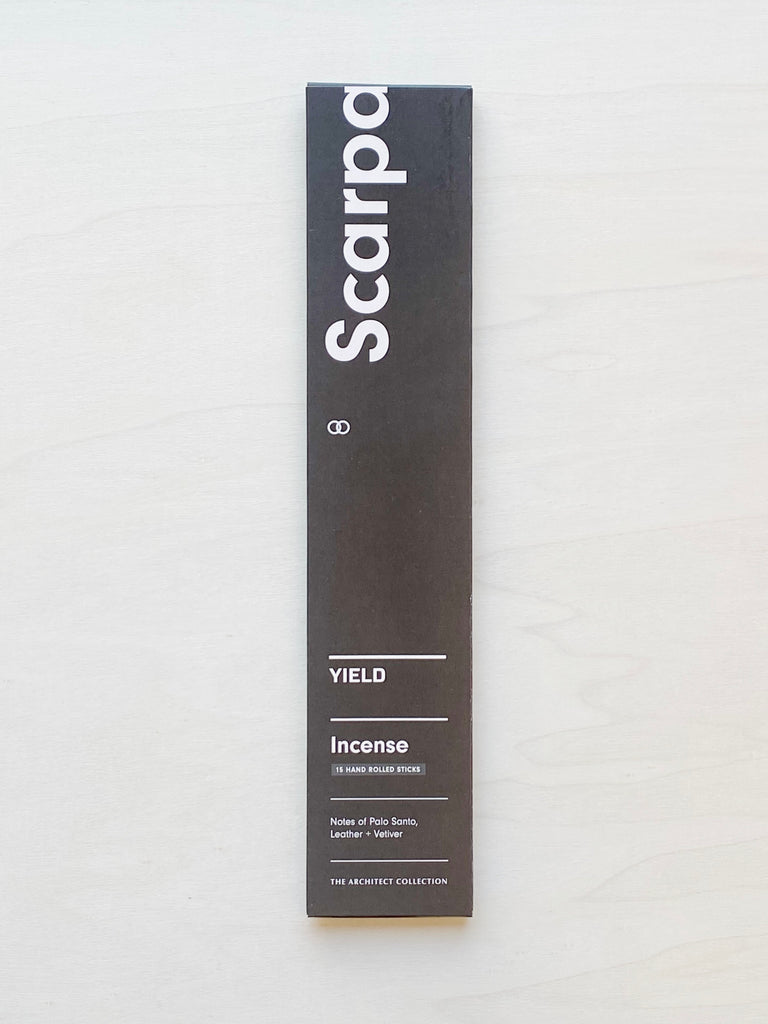 Scarpa
YIELD
Incense
15 HAND ROLLED STICKS
Notes of Palo Santo,
Leather + Vetiver
THE ARCHITECT COLLECTION